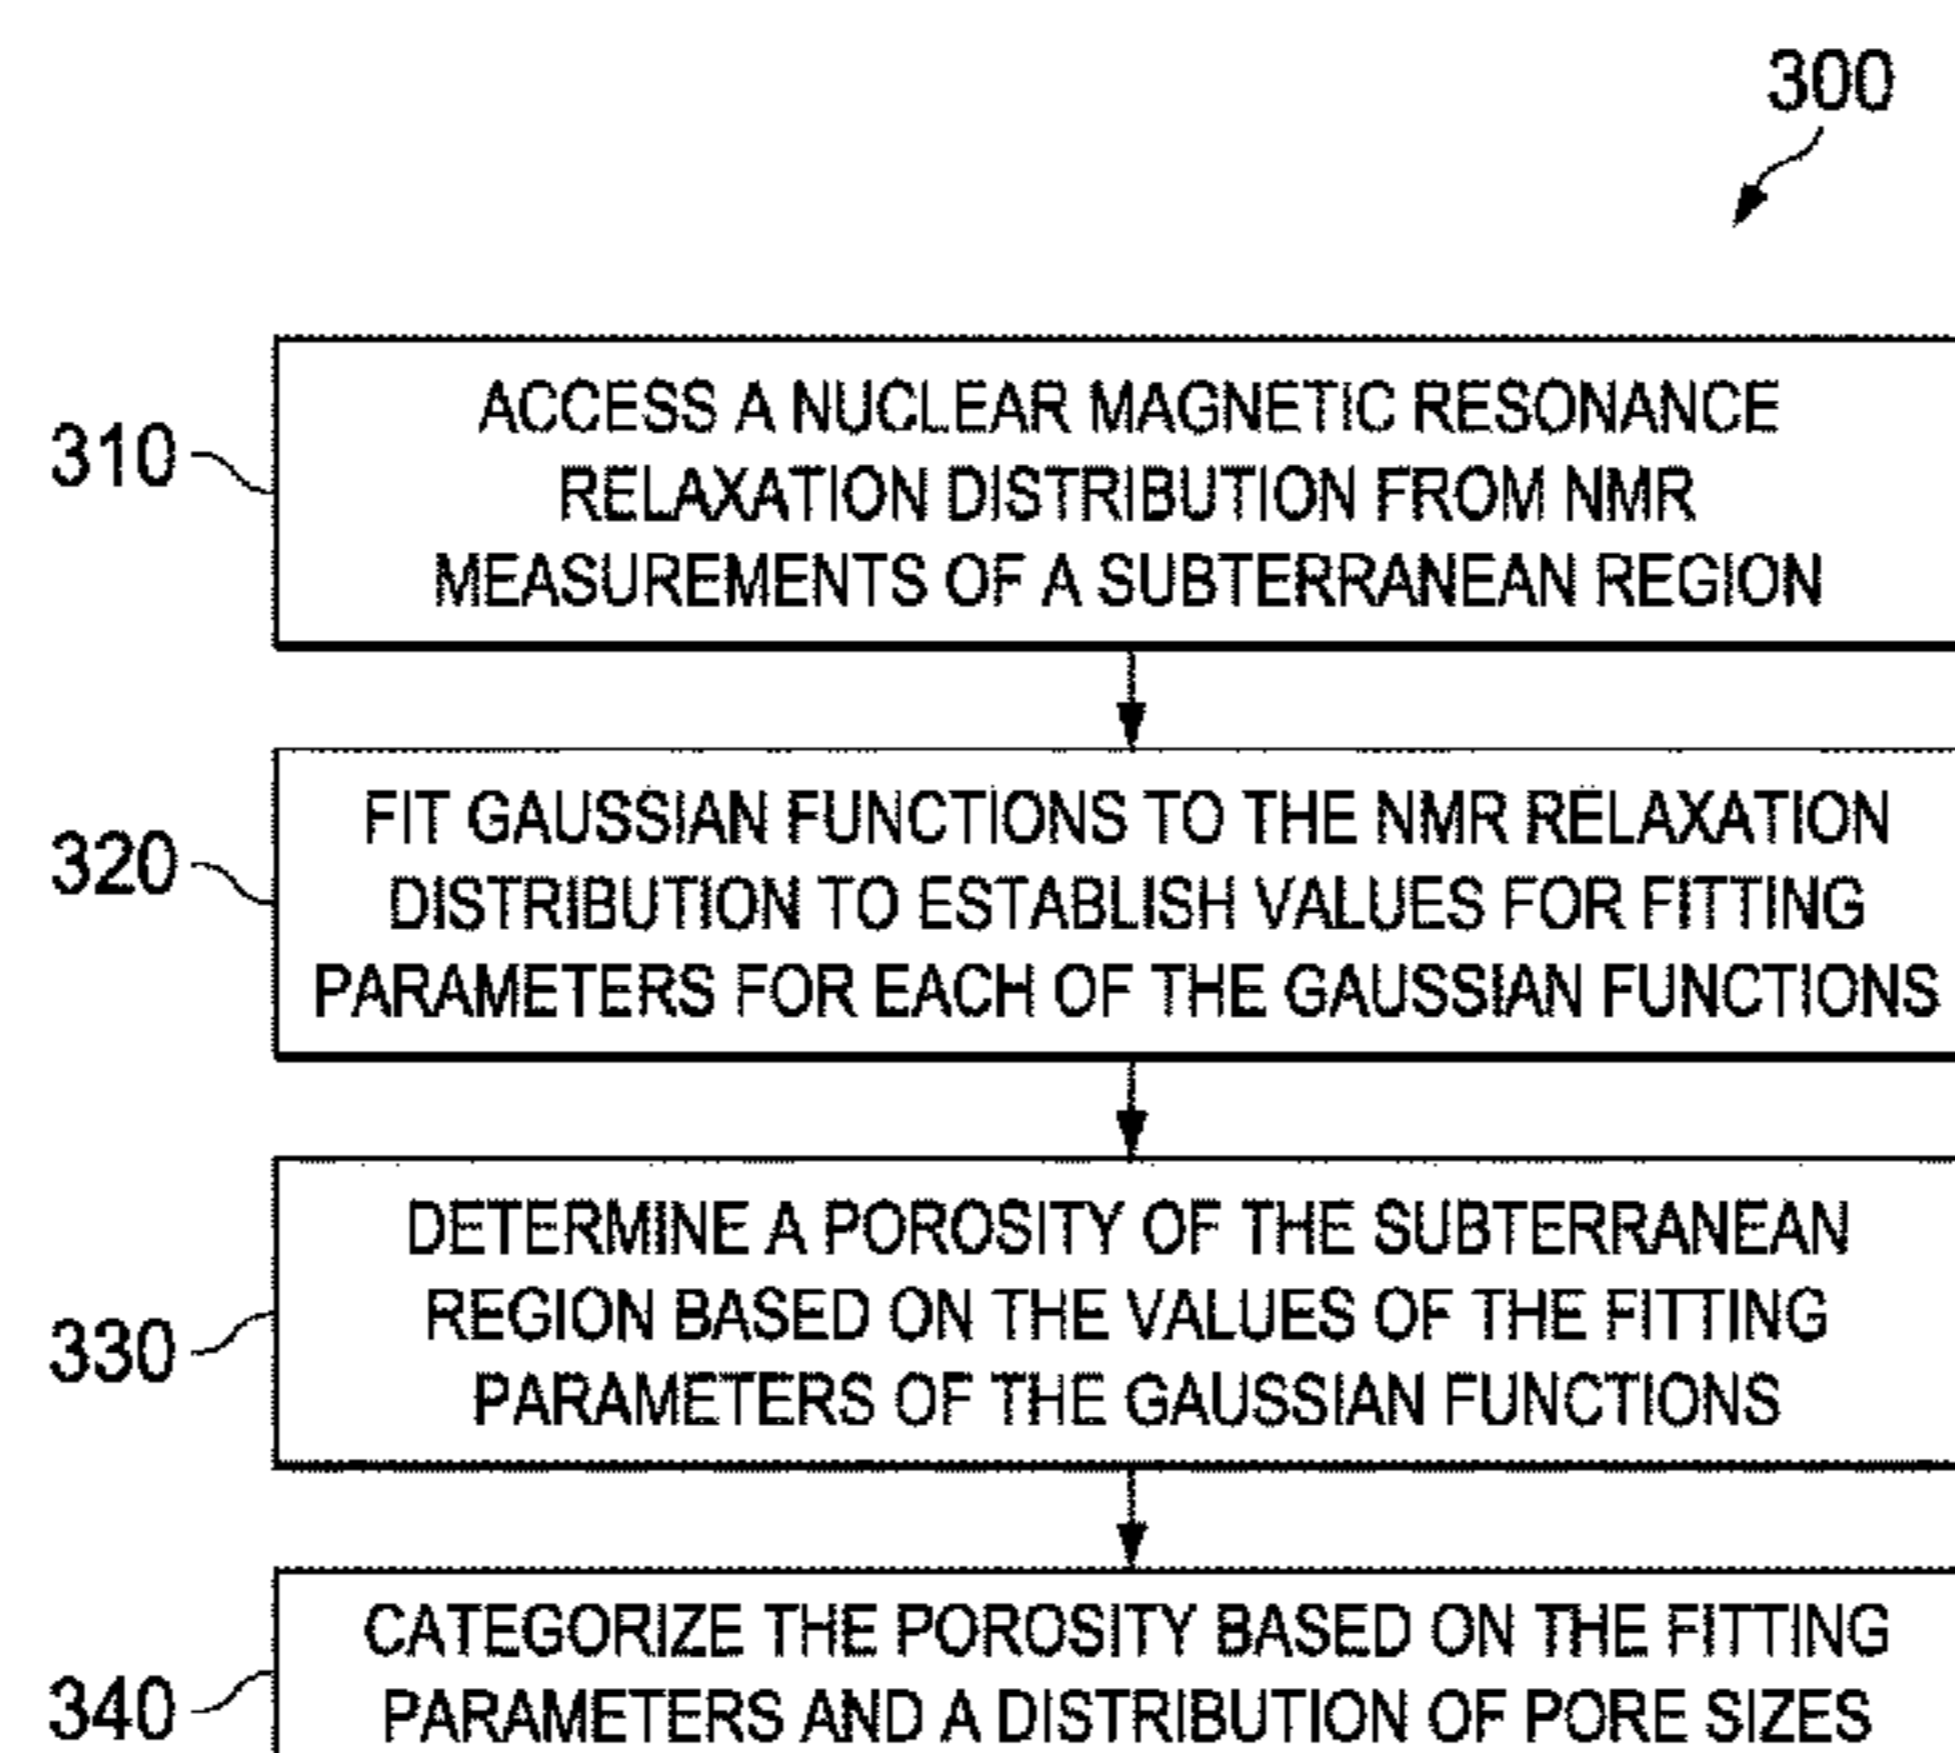 300
310
ACCESS A NUCLEAR MAGNETIC RESONANCE
RELAXATION DISTRIBUTION FROM NMR
MEASUREMENTS OF A SUBTERRANEAN REGION
320
FIT GAUSSIAN FUNCTIONS TO THE NMR RELAXATION
DISTRIBUTION TO ESTABLISH VALUES FOR FITTING
PARAMETERS FOR EACH OF THE GAUSSIAN FUNCTIONS
330
DETERMINE A POROSITY OF THE SUBTERRANEAN
REGION BASED ON THE VALUES OF THE FITTING
PARAMETERS OF THE GAUSSIAN FUNCTIONS
340
CATEGORIZE THE POROSITY BASED ON THE FITTING
PARAMETERS AND A DISTRIBUTION OF PORE SIZES